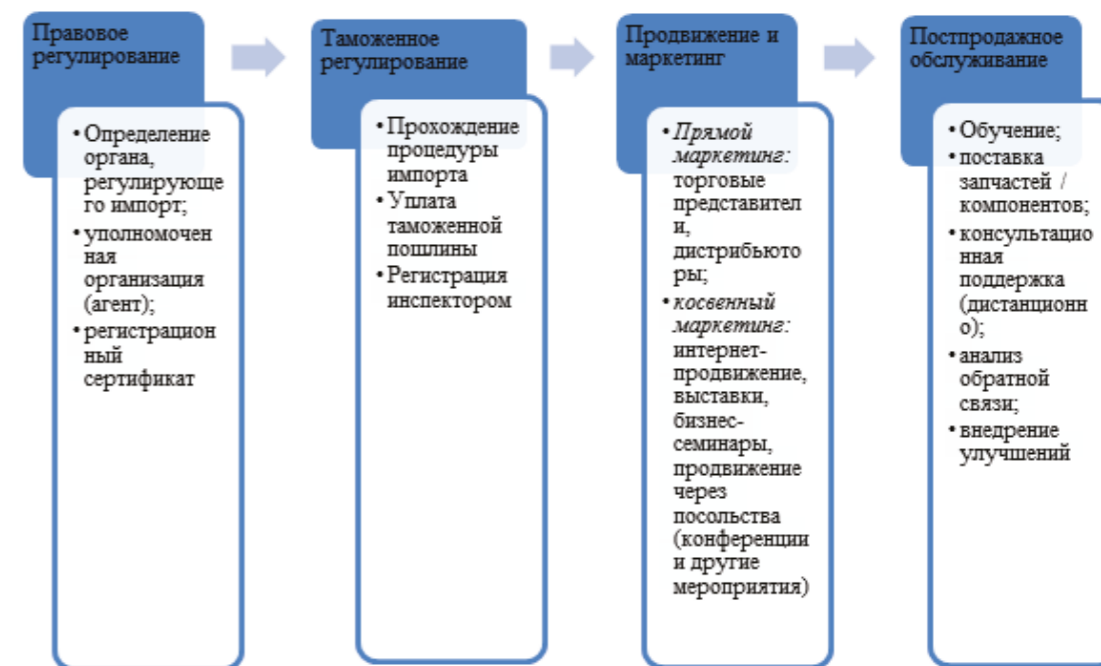 Правовое
регулирование
• Определение
органа,
регулирующе
го импорт;
• уполномочен
ная
организация
(агент);
• регистрацион
ный
сертификат
Таможенное
регулирование
• Прохождение
процедуры
импорта
• Уплата
таможенной
пошлины
• Регистрация
инспектором
Продвижение и
маркетинг
• Прямой
маркетинг:
торговые
представител
и,
дистрибьюто
ры;
• косвенный
маркетинг:
интернет-
продвижение,
выставки,
бизнес-
семинары,
продвижение
через
посольства
(конференции
и другие
мероприятия)
Постпродажное
обслуживание
• Обучение;
• поставка
запчастей /
компонентов;
• консультацио
нная
поддержка
(дистанционн
о);
• анализ
обратной
связи;
• внедрение
улучшений